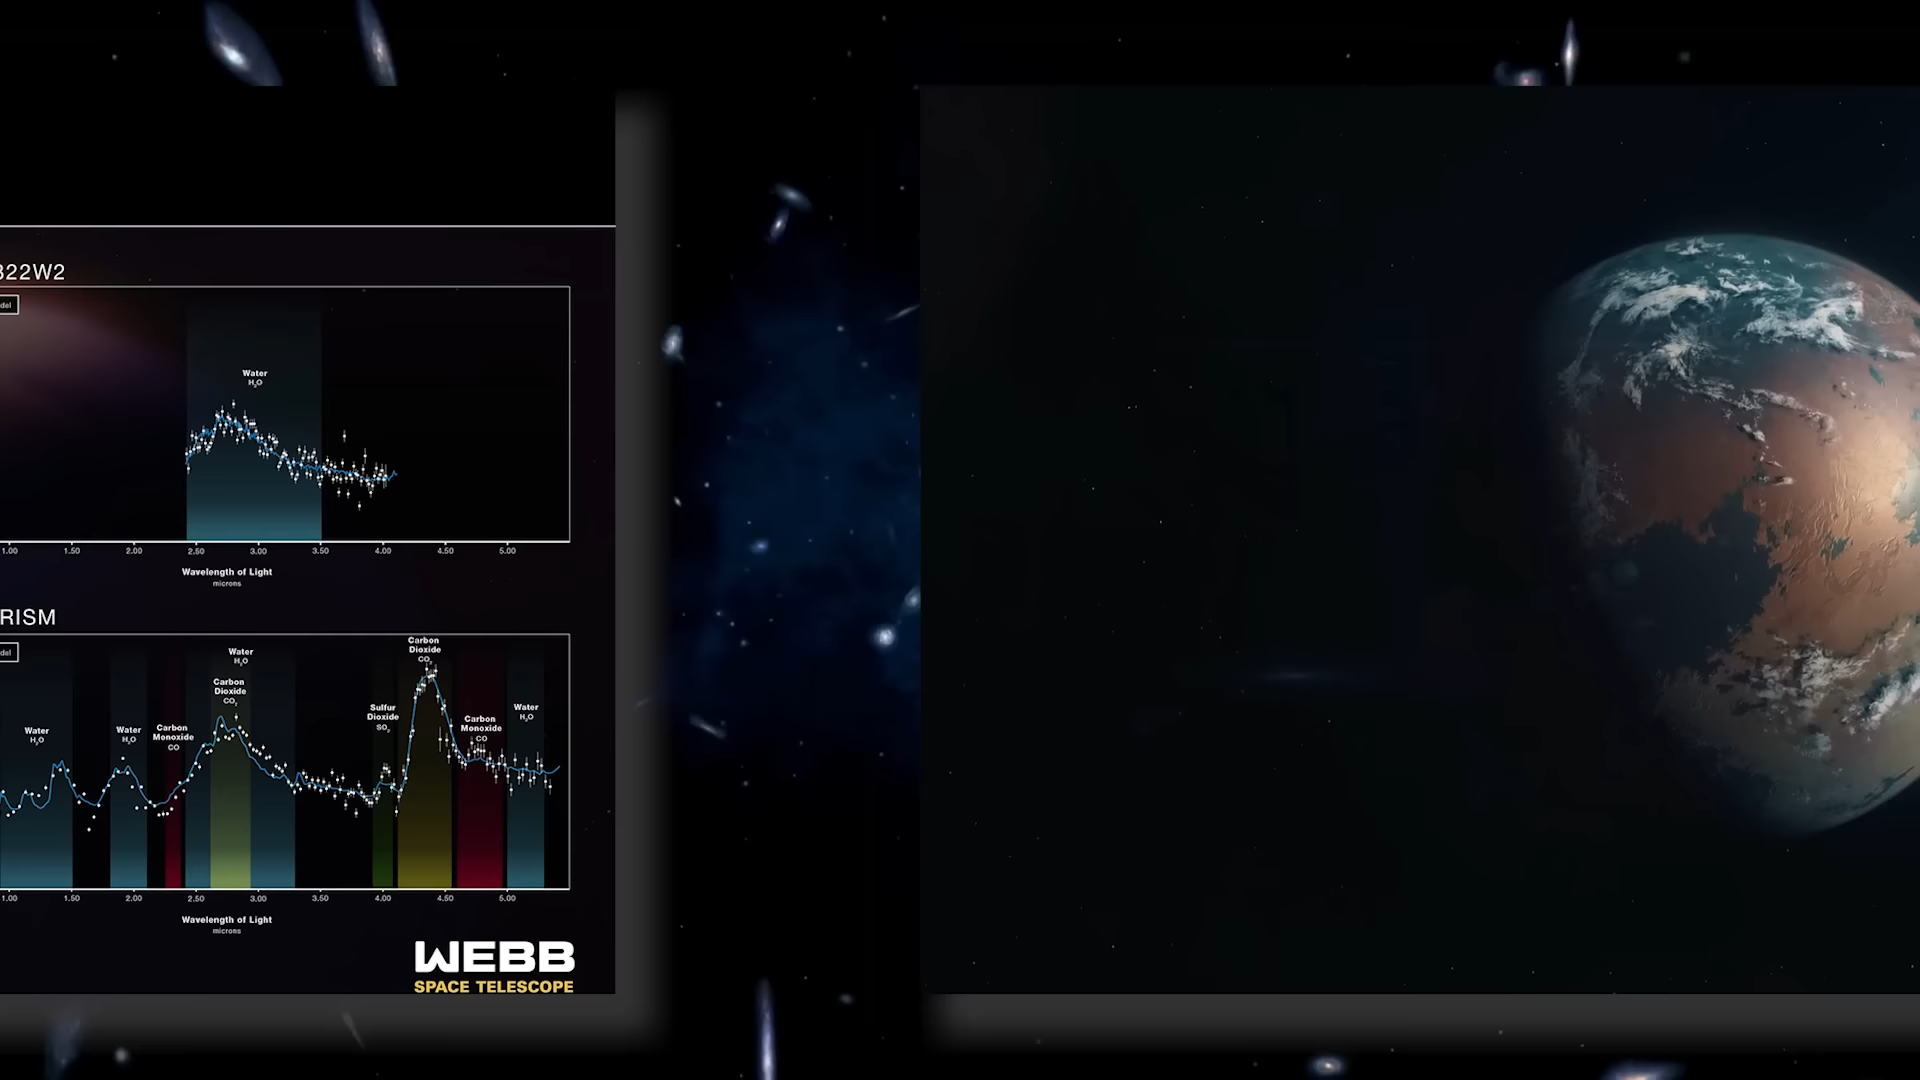 322W2
del
Water
H2O
1.00 1.50 2.00 2.50 3.00 3.50 4.00 4.50 5.00
Wavelength of Light
microns
RISM
del
Water
H2O
Water
H2O
Carbon
Monoxide
CO
Water
H2O
Carbon
Dioxide
CO2
Sulfur
Dioxide
SO2
Carbon
Dioxide
CO2
Carbon
Monoxide
CO
Water
H2O
1.00 1.50 2.00 2.50 3.00 3.50 4.00 4.50 5.00
Wavelength of Light
microns
WEBB
SPACE TELESCOPE